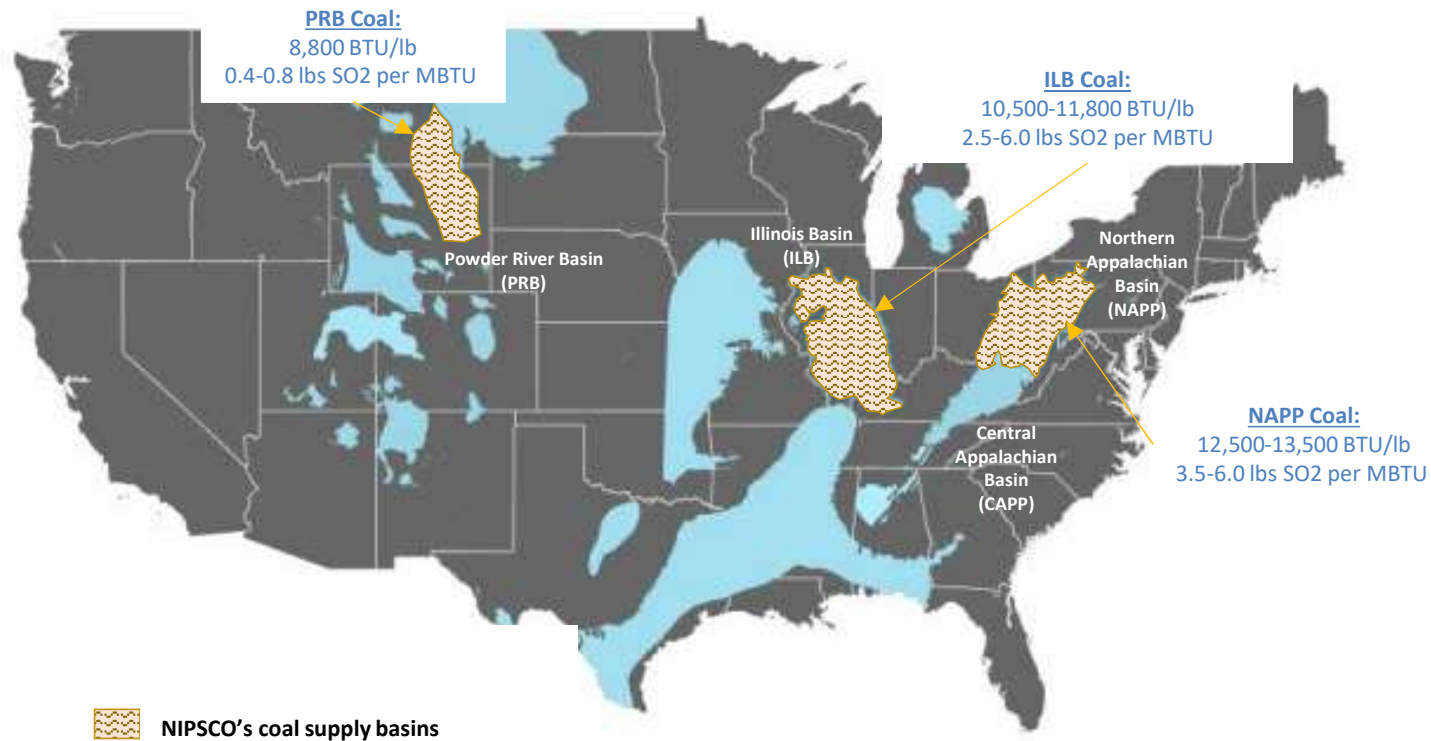 PRB Coal:
8,800 BTU/lb
0.4-0.8 lbs SO2 per MBTU
ILB Coal:
10,500-11,800 BTU/lb
2.5-6.0 lbs SO2 per MBTU
Powder River Basin
(PRB)
Illinois Basin
(ILB)
Northern
Appalachian
Basin
(NAPP)
Central
Appalachian
Basin
(CAPP)
NAPP Coal:
12,500-13,500 BTU/lb
3.5-6.0 lbs SO2 per MBTU
NIPSCO’s coal supply basins